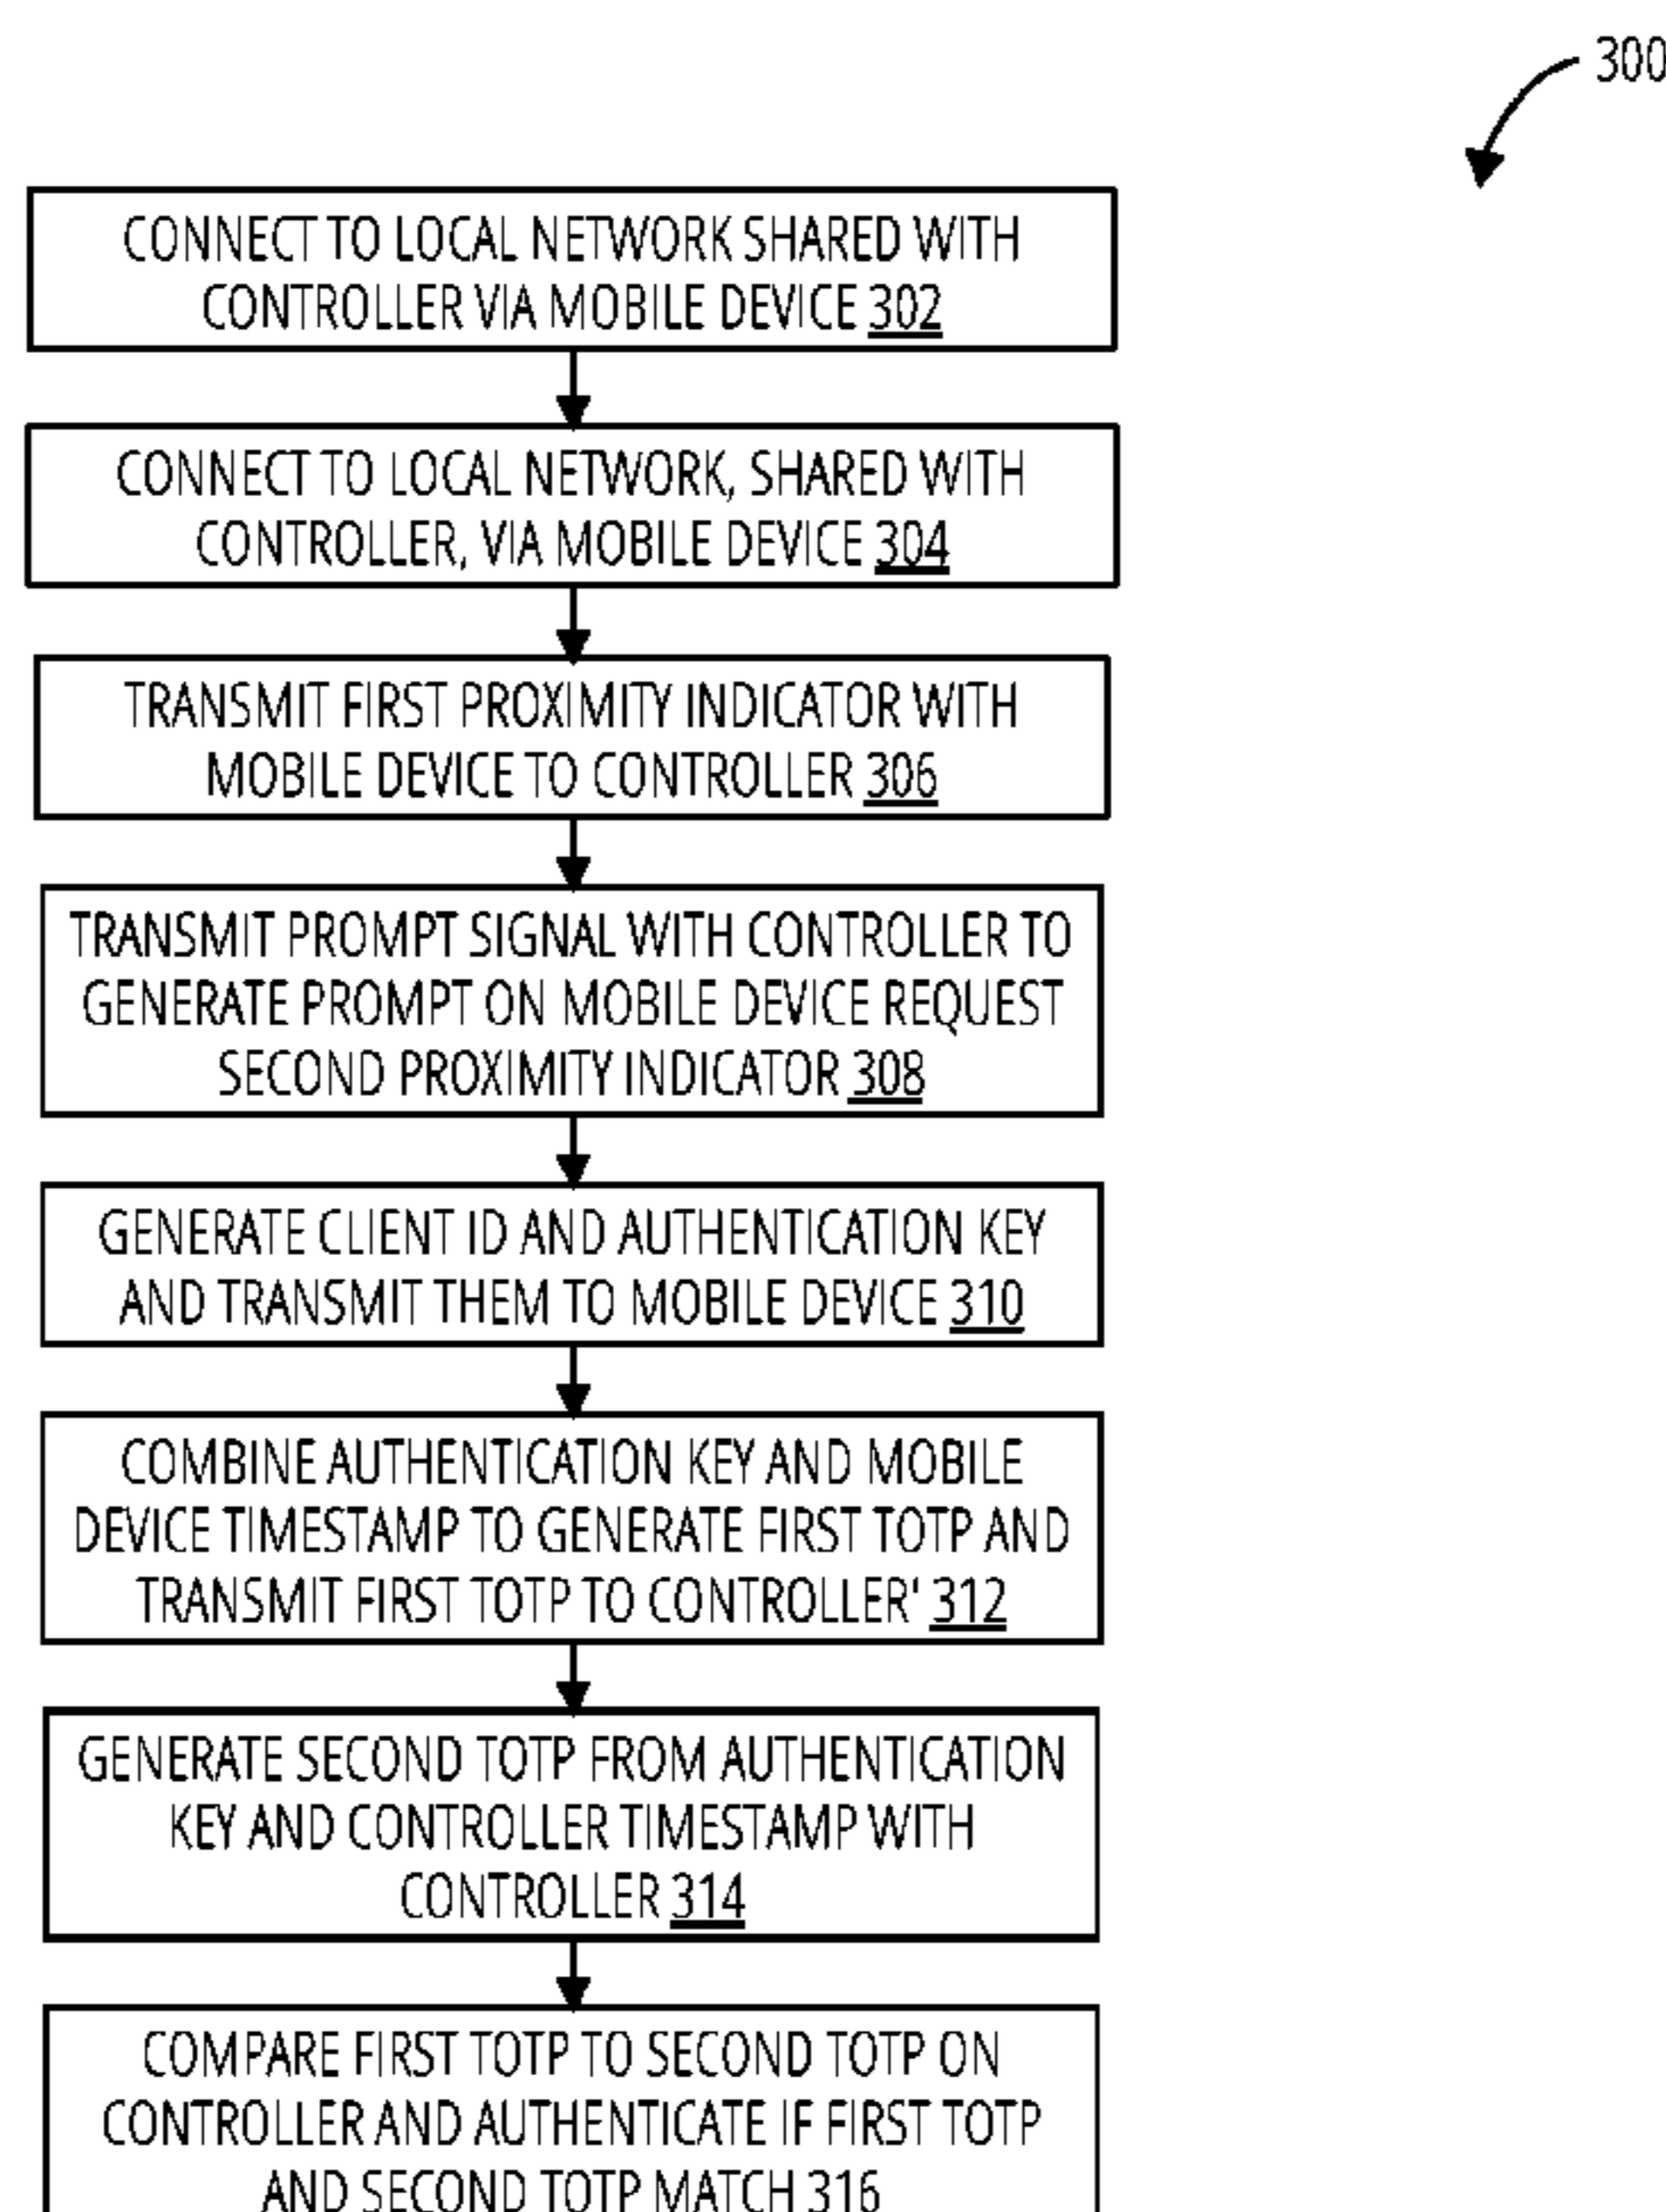 300
CONNECT TO LOCAL NETWORK SHARED WITH
CONTROLLER VIA MOBILE DEVICE 302
CONNECT TO LOCAL NETWORK, SHARED WITH
CONTROLLER, VIA MOBILE DEVICE 304
TRANSMIT FIRST PROXIMITY INDICATOR WITH
MOBILE DEVICE TO CONTROLLER 306
TRANSMIT PROMPT SIGNAL WITH CONTROLLER TO
GENERATE PROMPT ON MOBILE DEVICE REQUEST
SECOND PROXIMITY INDICATOR 308
GENERATE CLIENT ID AND AUTHENTICATION KEY
AND TRANSMIT THEM TO MOBILE DEVICE 310
COMBINE AUTHENTICATION KEY AND MOBILE
DEVICE TIMESTAMP TO GENERATE FIRST TOTP AND
TRANSMIT FIRST TOTP TO CONTROLLER' 312
GENERATE SECOND TOTP FROM AUTHENTICATION
KEY AND CONTROLLER TIMESTAMP WITH
CONTROLLER 314
COMPARE FIRST TOTP TO SECOND TOTP ON
CONTROLLER AND AUTHENTICATE IF FIRST TOTP
AND SECOND TOTP MATCH 316